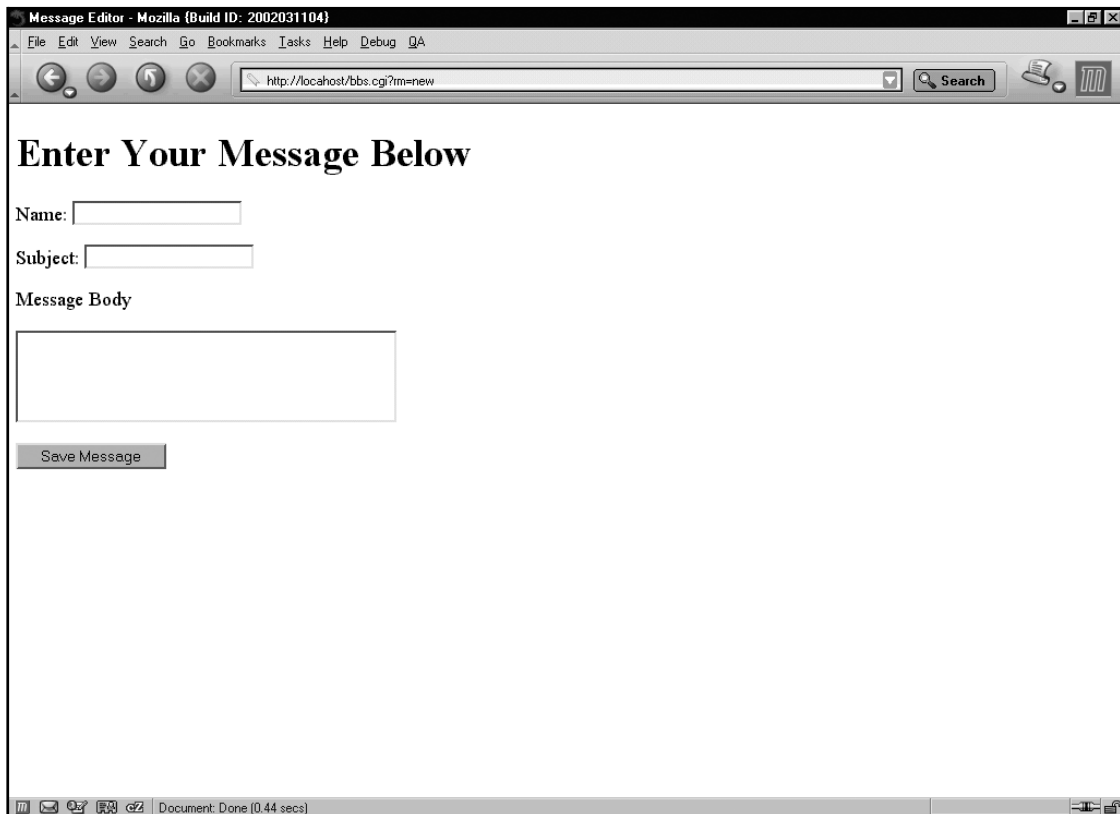 Message Editor - Mozilla {Build ID: 2002031104}
File Edit View Search Go Bookmarks Tasks Help Debug QA
http://locahost/bbs.cgi?rm=new Search
Enter Your Message Below
Name:
Subject:
Message Body
Save Message
Document: Done (0.44 secs)